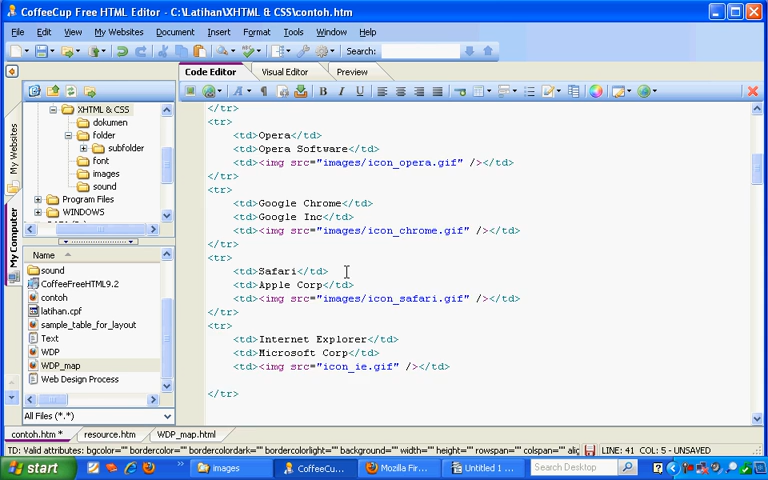 CoffeeCup Free HTML Editor - C:\Latihan\XHTML & CSS\contoh.htm
File Edit View My Websites Document Insert Format Tools Window Help
Search:
Code Editor Visual Editor Preview
My Websites
My Computer
XHTML & CSS
dokumen
folder
subfolder
font
images
sound
Program Files
WINDOWS
Name
sound
CoffeeFreeHTML9.2
contoh
latihan.cpf
sample_table_for_layout
Text
WDP
WDP_map
Web Design Process
All Files (*.*)
</tr>
<tr>
<td>Opera</td>
<td>Opera Software</td>
<td><img src="images/icon_opera.gif" /></td>
</tr>
<tr>
<td>Google Chrome</td>
<td>Google Inc</td>
<td><img src="images/icon_chrome.gif" /></td>
</tr>
<tr>
<td>Safari</td>
<td>Apple Corp</td>
<td><img src="images/icon_safari.gif" /></td>
</tr>
<tr>
<td>Internet Explorer</td>
<td>Microsoft Corp</td>
<td><img src="icon_ie.gif" /></td>
</tr>
contoh.htm * resource.htm WDP_map.html
TD: Valid attributes: bgcolor="" bordercolor="" bordercolordark="" bordercolorlight="" background="" width="" height="" rowspan="" colspan="" alig LINE: 41 COL: 5 - UNSAVED
start images CoffeeCu... Mozilla Fir... Untitled 1 ... Search Desktop